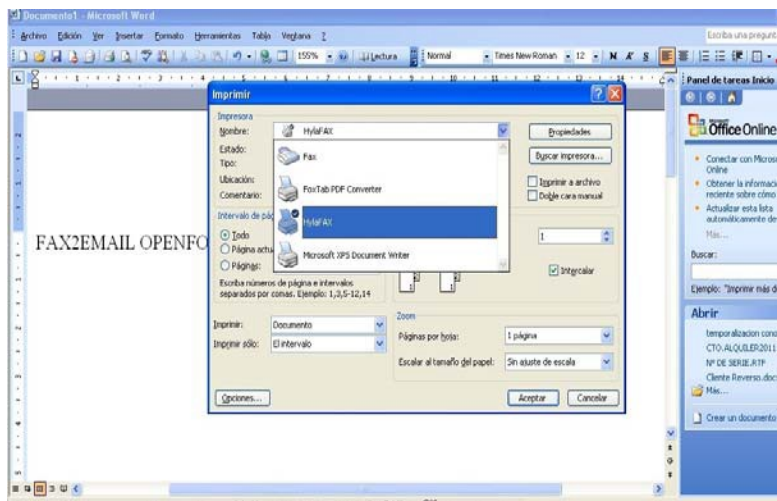 Documento1 - Microsoft Word
Archivo Edición Ver Insertar Formato Herramientas Tabla Ventana ?
Escriba una pregunta
155% Lectura Normal Times New Roman 12 N K S
Panel de tareas Inicio
Imprimir
Impresora
Nombre: HylaFAX Propiedades
Estado: Fax Buscar impresora...
Tipo:
Ubicación: FoxTab PDF Converter Imprimir a archivo
Comentario: Doble cara manual
Intervalo de pág
HylaFAX
Todo 1
Página actu
Microsoft XPS Document Writer
Páginas: Intercalar
Escriba números de página e intervalos
separados por comas. Ejemplo: 1,3,5-12,14
Imprimir: Documento
Imprimir sólo: El intervalo
Zoom
Páginas por hoja: 1 página
Escalar al tamaño del papel: Sin ajuste de escala
Opciones... Aceptar Cancelar
FAX2EMAIL OPENFO
Office Online
Conectar con Micros
Online
Obtener la informaci
reciente sobre cómo
Actualizar esta lista
automáticamente de
Más...
Buscar:
Ejemplo: "Imprimir más d
Abrir
temporalizacion cono
CTO.ALQUILER2011
Nº DE SERIE.RTF
Cliente Reverso.doc
Más...
Crear un documento